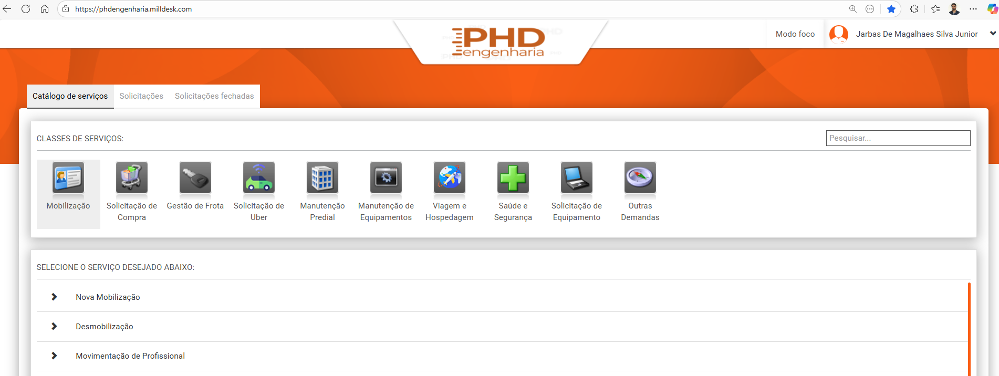 https://phdengenharia.milldesk.com
PHD
engenharia
Modo foco
Jarbas De Magalhaes Silva Junior
Catálogo de serviços
Solicitações
Solicitações fechadas
CLASSES DE SERVIÇOS:
Pesquisar...
Mobilização
Solicitação de
Compra
Gestão de Frota
Solicitação de
Uber
Manutenção
Predial
Manutenção de
Equipamentos
Viagem e
Hospedagem
Saúde e
Segurança
Solicitação de
Equipamento
Outras
Demandas
SELECIONE O SERVIÇO DESEJADO ABAIXO:
Nova Mobilização
Desmobilização
Movimentação de Profissional